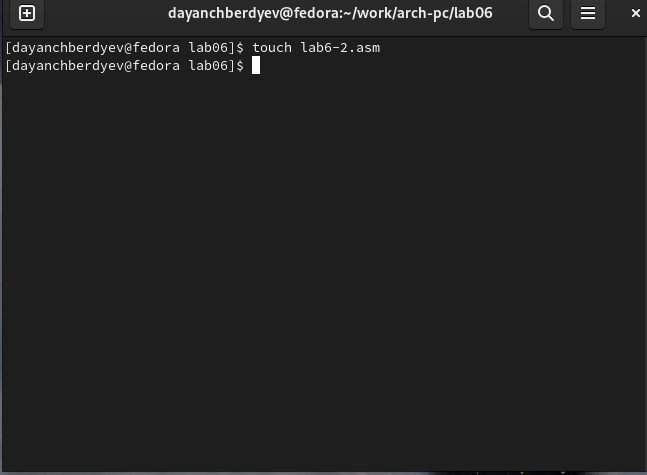 dayanchberdyev@fedora:~/work/arch-pc/lab06
[dayanchberdyev@fedora lab06]$ touch lab6-2.asm
[dayanchberdyev@fedora lab06]$